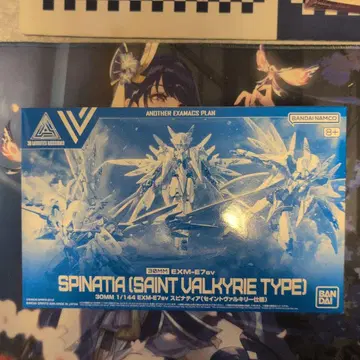 ANOTHER EXAMACS PLAN
30 MINUTES MISSIONS
BANDAI NAMCO
8+
30MM EXM-E7sv
SPINATIA [SAINT VALKYRIE TYPE]
30MM 1/144 EXM-E7sv スピナティア(セイントヴァルキリー仕様)
BANDAI